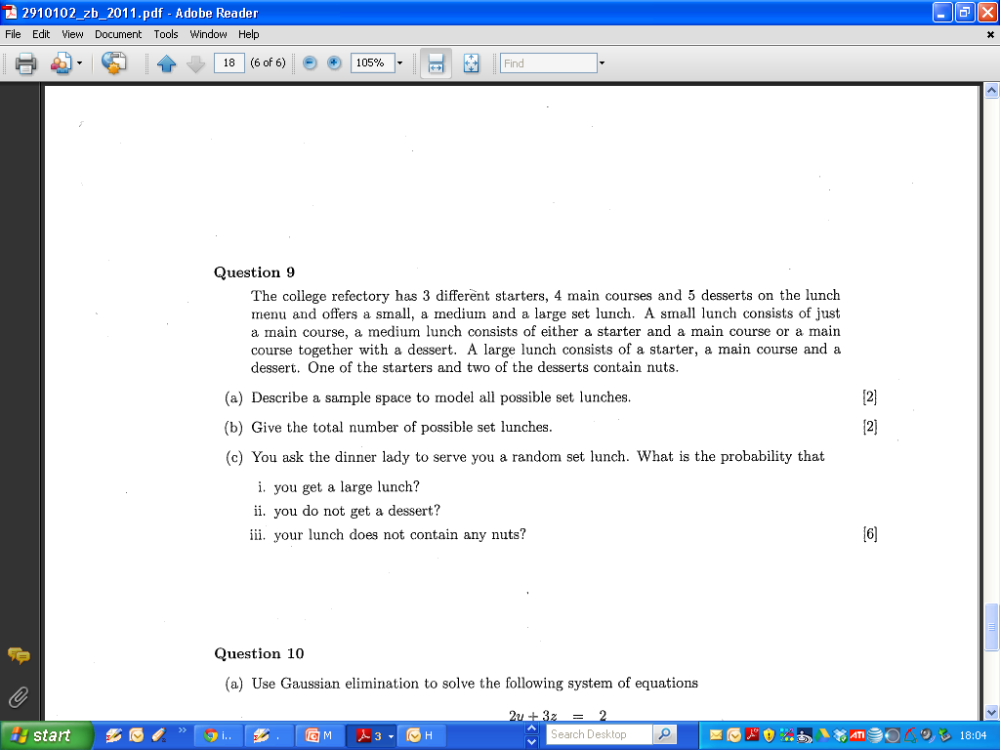 2910102_zb_2011.pdf - Adobe Reader
File Edit View Document Tools Window Help
18 (6 of 6) 105% Find
Question 9
The college refectory has 3 different starters, 4 main courses and 5 desserts on the lunch
menu and offers a small, a medium and a large set lunch. A small lunch consists of just
a main course, a medium lunch consists of either a starter and a main course or a main
course together with a dessert. A large lunch consists of a starter, a main course and a
dessert. One of the starters and two of the desserts contain nuts.
(a) Describe a sample space to model all possible set lunches. [2]
(b) Give the total number of possible set lunches. [2]
(c) You ask the dinner lady to serve you a random set lunch. What is the probability that
i. you get a large lunch?
ii. you do not get a dessert?
iii. your lunch does not contain any nuts? [6]
Question 10
(a) Use Gaussian elimination to solve the following system of equations
2y + 3z = 2
start i.. . M 3 H Search Desktop ATI 18:04